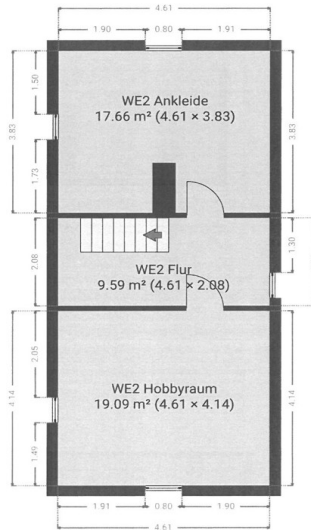 4.61
1.90 0.80 1.91
1.50
3.83
1.73
3.83
WE2 Ankleide
17.66 m² (4.61 × 3.83)
2.08
1.30
WE2 Flur
9.59 m² (4.61 × 2.08)
2.05
4.14
1.49
4.14
WE2 Hobbyraum
19.09 m² (4.61 × 4.14)
1.91 0.80 1.90
4.61